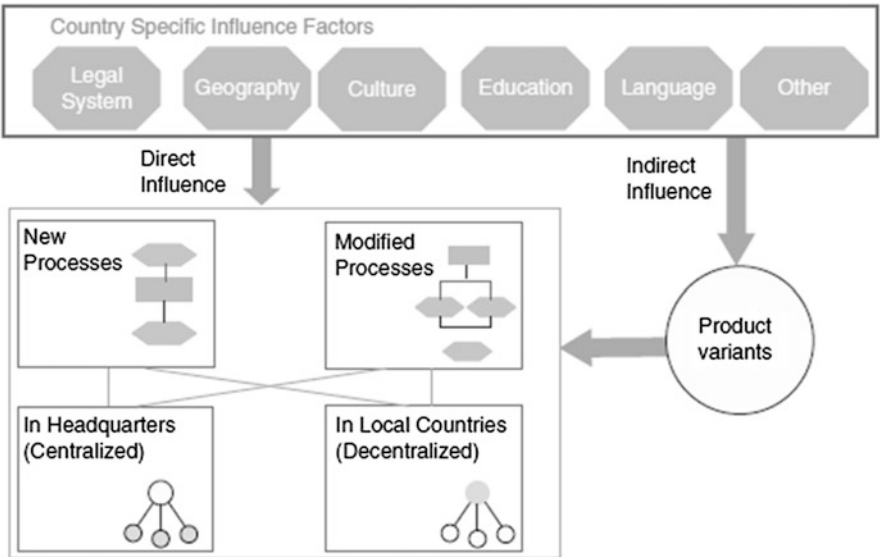 Country Specific Influence Factors
Legal
System
Geography
Culture
Education
Language
Other
Direct
Influence
Indirect
Influence
New
Processes
Modified
Processes
Product
variants
In Headquarters
(Centralized)
In Local Countries
(Decentralized)